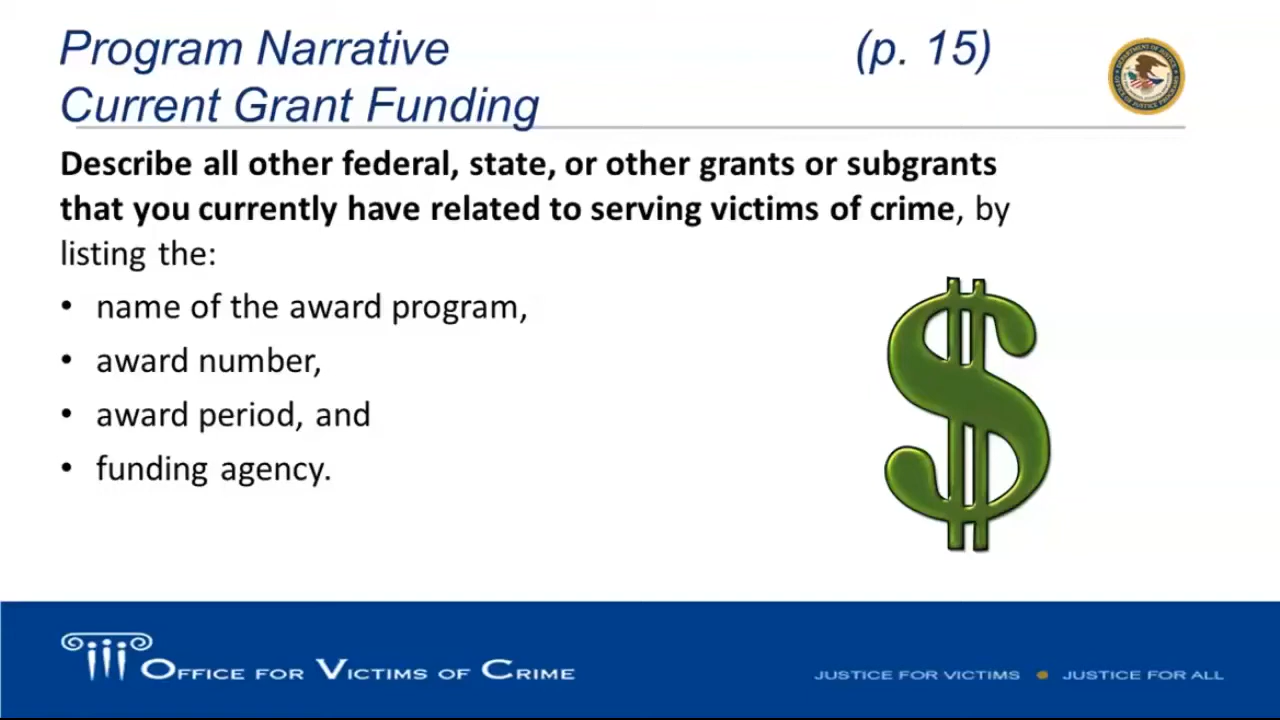 Program Narrative (p. 15)
Current Grant Funding
Describe all other federal, state, or other grants or subgrants
that you currently have related to serving victims of crime, by
listing the:
• name of the award program,
• award number,
• award period, and
• funding agency.
$
OFFICE FOR VICTIMS OF CRIME
JUSTICE FOR VICTIMS • JUSTICE FOR ALL